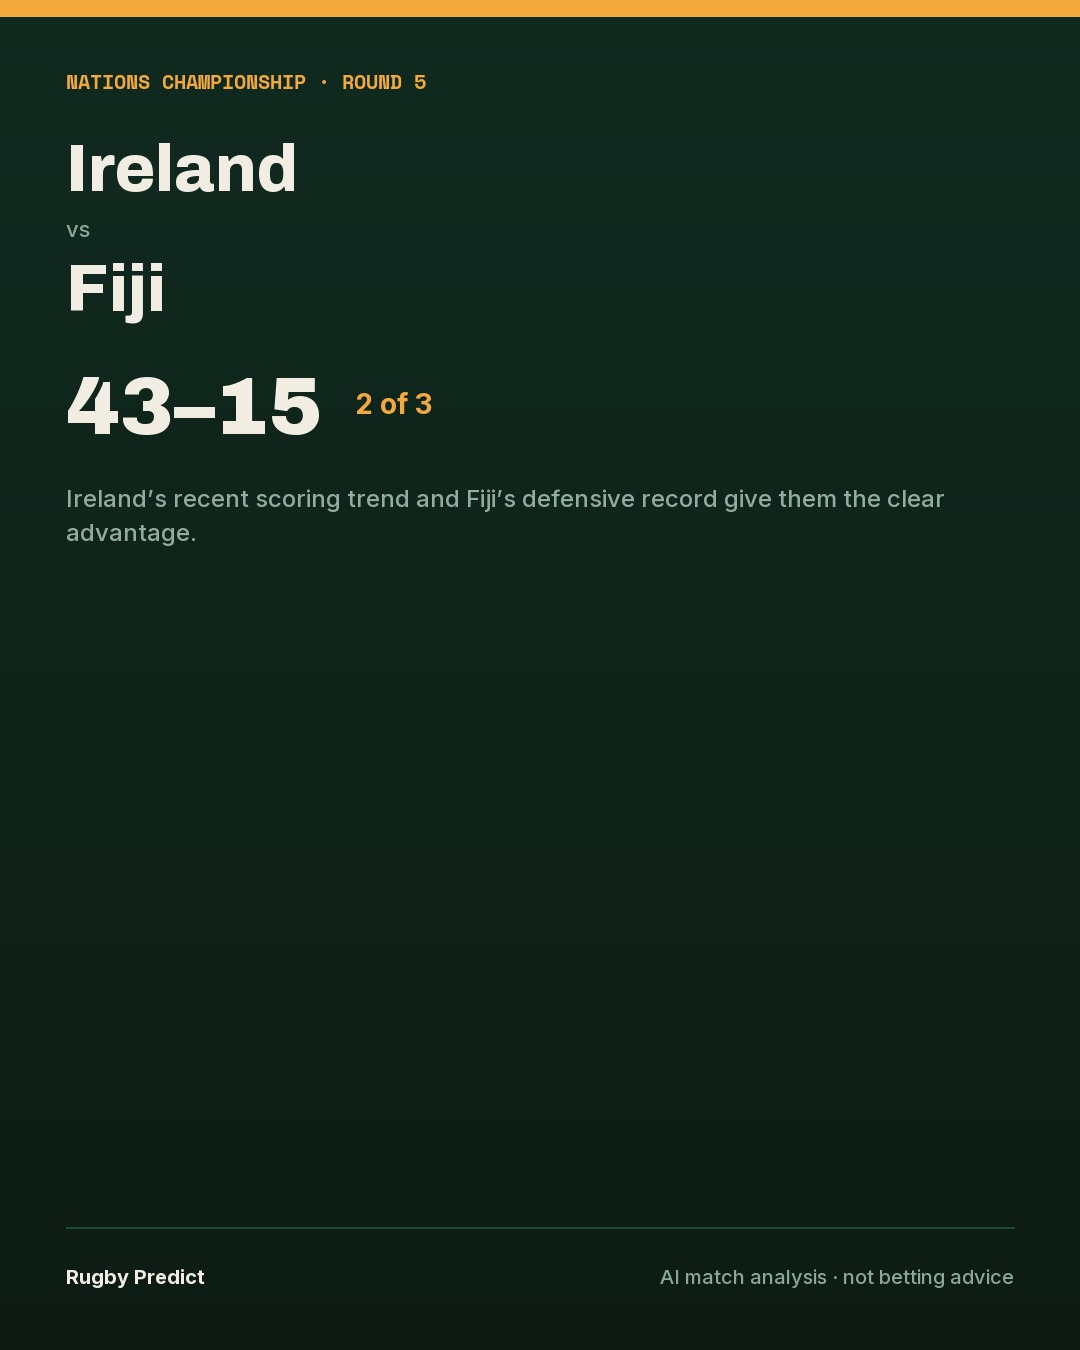 NATIONS CHAMPIONSHIP · ROUND 5
Ireland
vs
Fiji
43–15 2 of 3
Ireland’s recent scoring trend and Fiji’s defensive record give them the clear
advantage.
Rugby Predict AI match analysis · not betting advice